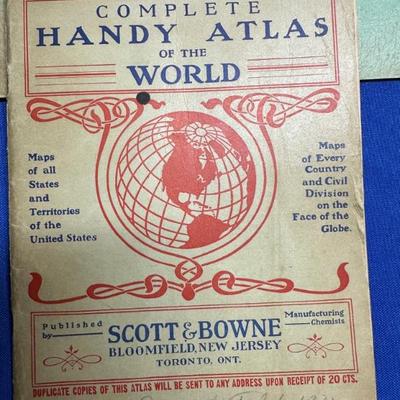 COMPLETE
HANDY ATLAS
OF THE
WORLD
Maps
of all
States
and
Territories
of the
United States
Maps
of Every
Country
and Civil
Division
on the
Face of the
Globe.
Published
by
SCOTT & BOWNE
Manufacturing
Chemists
BLOOMFIELD, NEW JERSEY
TORONTO, ONT.
DUPLICATE COPIES OF THIS ATLAS WILL BE SENT TO ANY ADDRESS UPON RECEIPT OF 20 CTS.